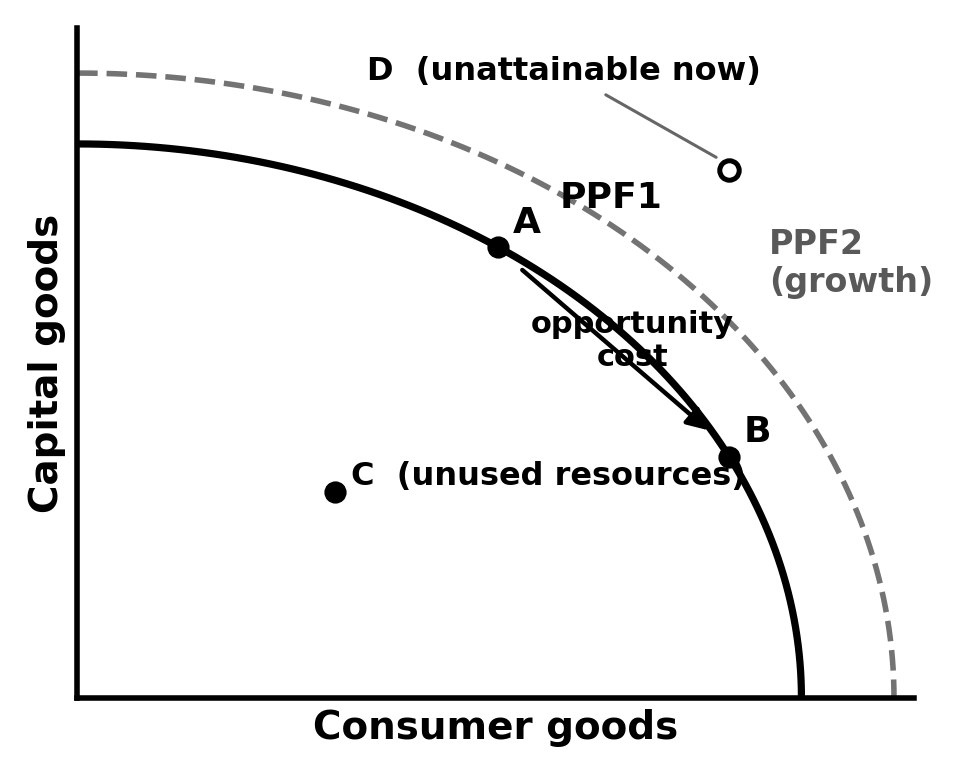 D (unattainable now)
PPF1
A
PPF2
(growth)
opportunity
cost
B
C (unused resources)
Capital goods
Consumer goods